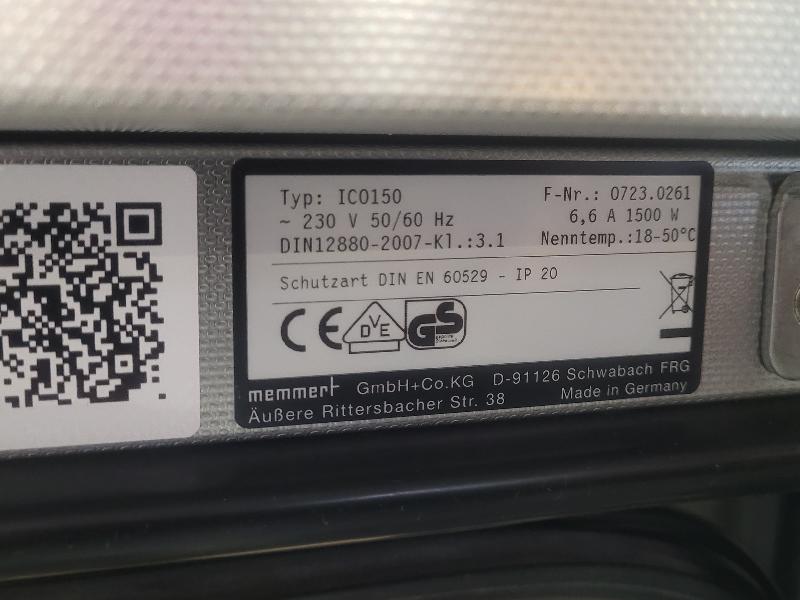 Typ: ICO150 F-Nr.: 0723.0261
~ 230 V 50/60 Hz 6,6 A 1500 W
DIN12880-2007-Kl.:3.1 Nenntemp.:18-50°C
Schutzart DIN EN 60529 - IP 20
CE DVE GS
memmert GmbH+Co.KG D-91126 Schwabach FRG
Äußere Rittersbacher Str. 38 Made in Germany